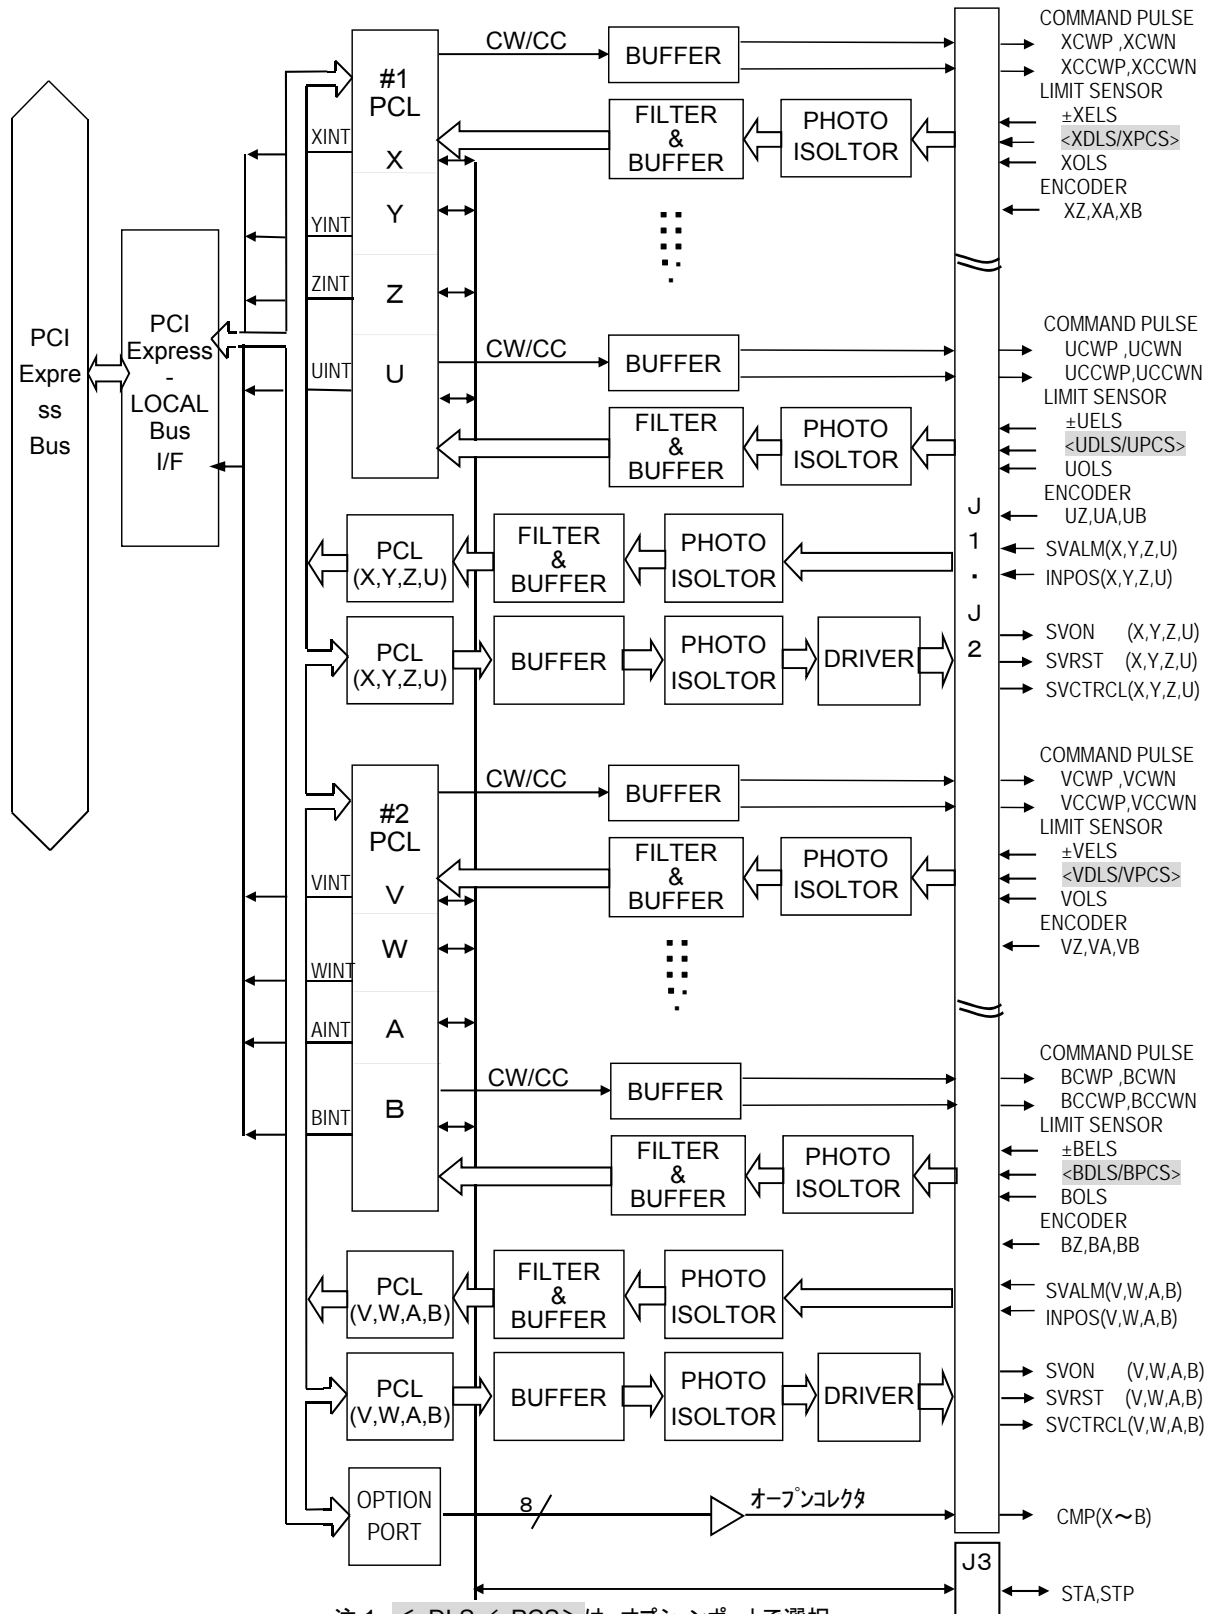 COMMAND PULSE
XCWP ,XCWN
XCCWP,XCCWN
LIMIT SENSOR
±XELS
<XDLS/XPCS>
XOLS
ENCODER
XZ,XA,XB
CW/CC
BUFFER
#1
PCL
X
Y
Z
U
FILTER
&
BUFFER
PHOTO
ISOLTOR
XINT
YINT
ZINT
UINT
PCI
Expre
ss
Bus
PCI
Express
-
LOCAL
Bus
I/F
CW/CC
BUFFER
FILTER
&
BUFFER
PHOTO
ISOLTOR
COMMAND PULSE
UCWP ,UCWN
UCCWP,UCCWN
LIMIT SENSOR
±UELS
<UDLS/UPCS>
UOLS
ENCODER
UZ,UA,UB
J
1
・
J
2
PCL
(X,Y,Z,U)
FILTER
&
BUFFER
PHOTO
ISOLTOR
SVALM(X,Y,Z,U)
INPOS(X,Y,Z,U)
PCL
(X,Y,Z,U)
BUFFER
PHOTO
ISOLTOR
DRIVER
SVON (X,Y,Z,U)
SVRST (X,Y,Z,U)
SVCTRCL(X,Y,Z,U)
#2
PCL
V
W
A
B
VINT
WINT
AINT
BINT
CW/CC
BUFFER
FILTER
&
BUFFER
PHOTO
ISOLTOR
COMMAND PULSE
VCWP ,VCWN
VCCWP,VCCWN
LIMIT SENSOR
±VELS
<VDLS/VPCS>
VOLS
ENCODER
VZ,VA,VB
CW/CC
BUFFER
FILTER
&
BUFFER
PHOTO
ISOLTOR
COMMAND PULSE
BCWP ,BCWN
BCCWP,BCCWN
LIMIT SENSOR
±BELS
<BDLS/BPCS>
BOLS
ENCODER
BZ,BA,BB
PCL
(V,W,A,B)
FILTER
&
BUFFER
PHOTO
ISOLTOR
SVALM(V,W,A,B)
INPOS(V,W,A,B)
PCL
(V,W,A,B)
BUFFER
PHOTO
ISOLTOR
DRIVER
SVON (V,W,A,B)
SVRST (V,W,A,B)
SVCTRCL(V,W,A,B)
OPTION
PORT
8
オープンコレクタ
CMP(X～B)
J3
STA,STP